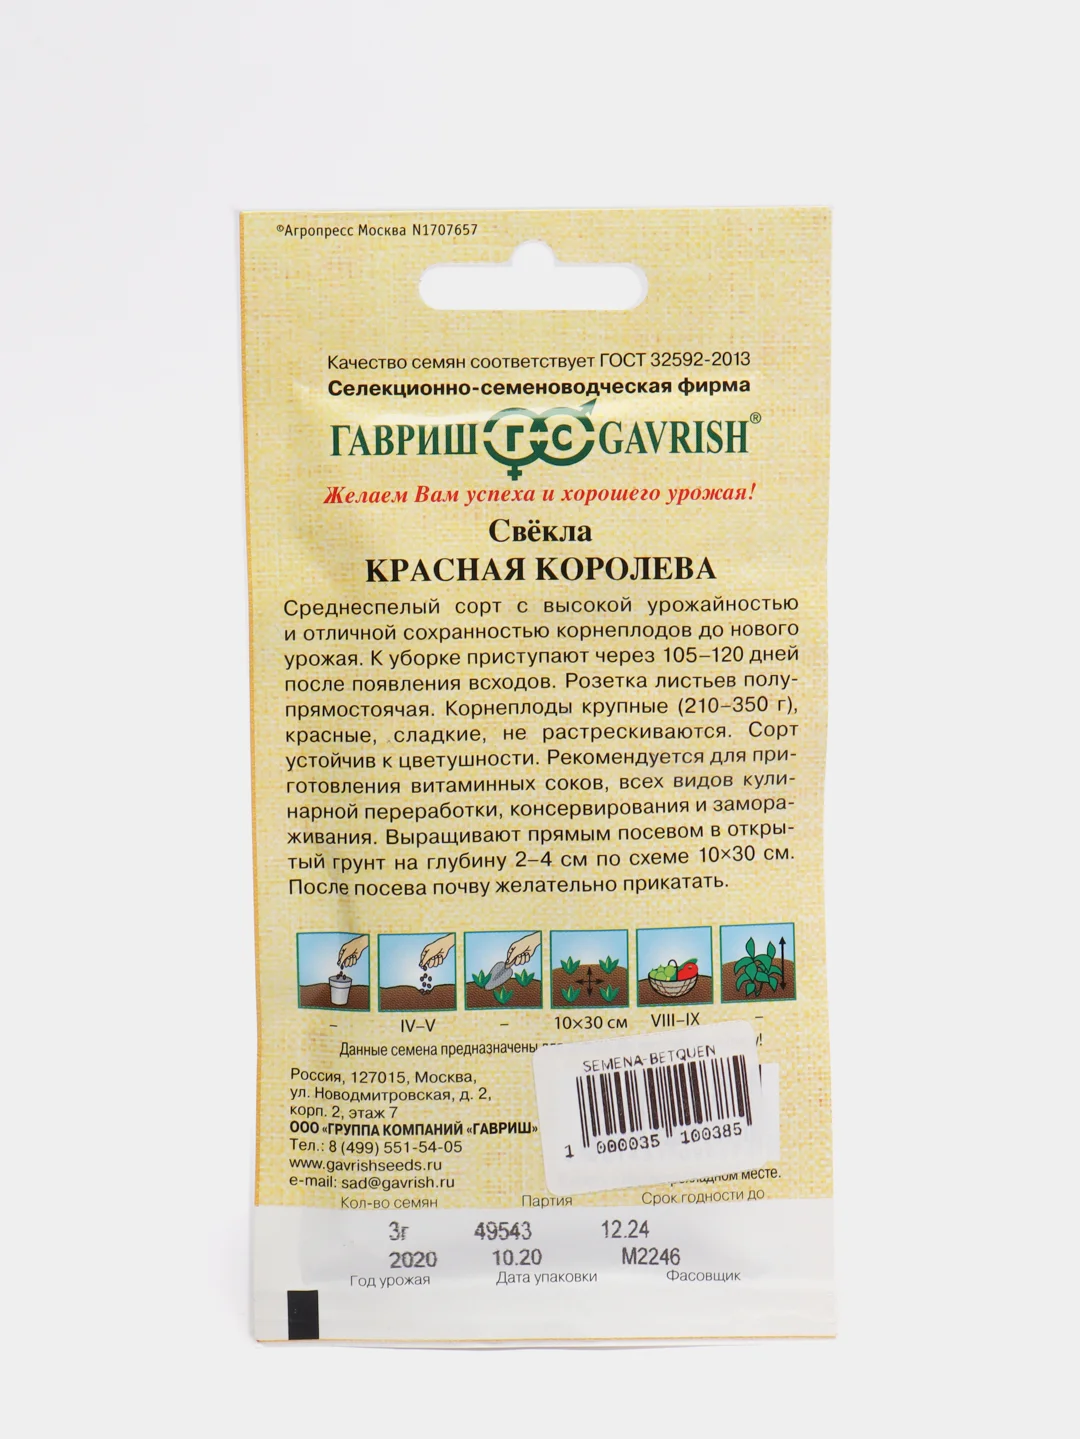 ©Агропресс Москва N1707657
Качество семян соответствует ГОСТ 32592-2013
Селекционно-семеноводческая фирма
ГАВРИШ ГС GAVRISH®
Желаем Вам успеха и хорошего урожая!
Свёкла
КРАСНАЯ КОРОЛЕВА
Среднеспелый сорт с высокой урожайностью
и отличной сохранностью корнеплодов до нового
урожая. К уборке приступают через 105–120 дней
после появления всходов. Розетка листьев полу-
прямостоячая. Корнеплоды крупные (210–350 г),
красные, сладкие, не растрескиваются. Сорт
устойчив к цветушности. Рекомендуется для при-
готовления витаминных соков, всех видов кули-
нарной переработки, консервирования и замора-
живания. Выращивают прямым посевом в откры-
тый грунт на глубину 2–4 см по схеме 10×30 см.
После посева почву желательно прикатать.
– IV–V – 10×30 см VIII–IX –
Данные семена предназначены
SEMENA-BETQUEN
1 000035 100385
Россия, 127015, Москва,
ул. Новодмитровская, д. 2,
корп. 2, этаж 7
ООО «ГРУППА КОМПАНИЙ «ГАВРИШ»
Тел.: 8 (499) 551-54-05
www.gavrishseeds.ru
e-mail: sad@gavrish.ru
месте.
Кол-во семян Партия Срок годности до
3г 49543 12.24
2020 10.20 М2246
Год урожая Дата упаковки Фасовщик